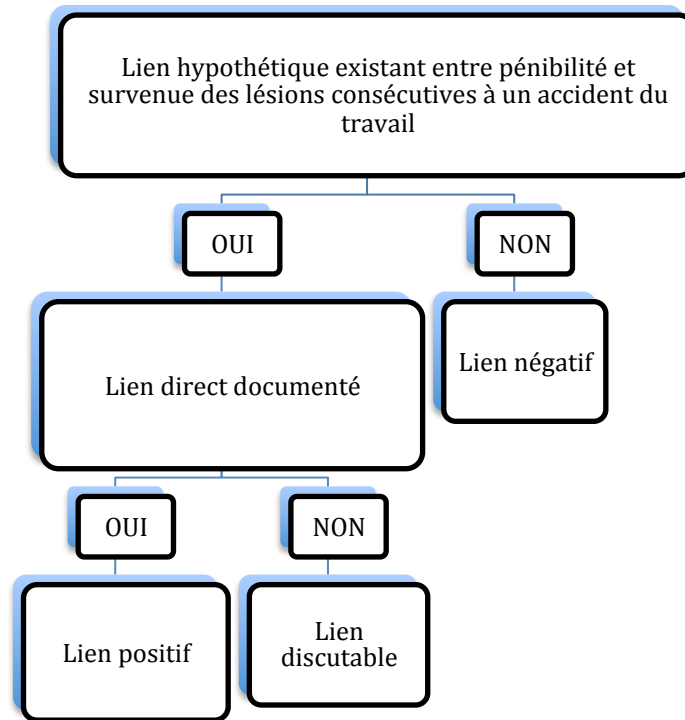 Lien hypothétique existant entre pénibilité et
survenue des lésions consécutives à un accident du
travail
OUI
NON
Lien direct documenté
Lien négatif
OUI
NON
Lien positif
Lien
discutable